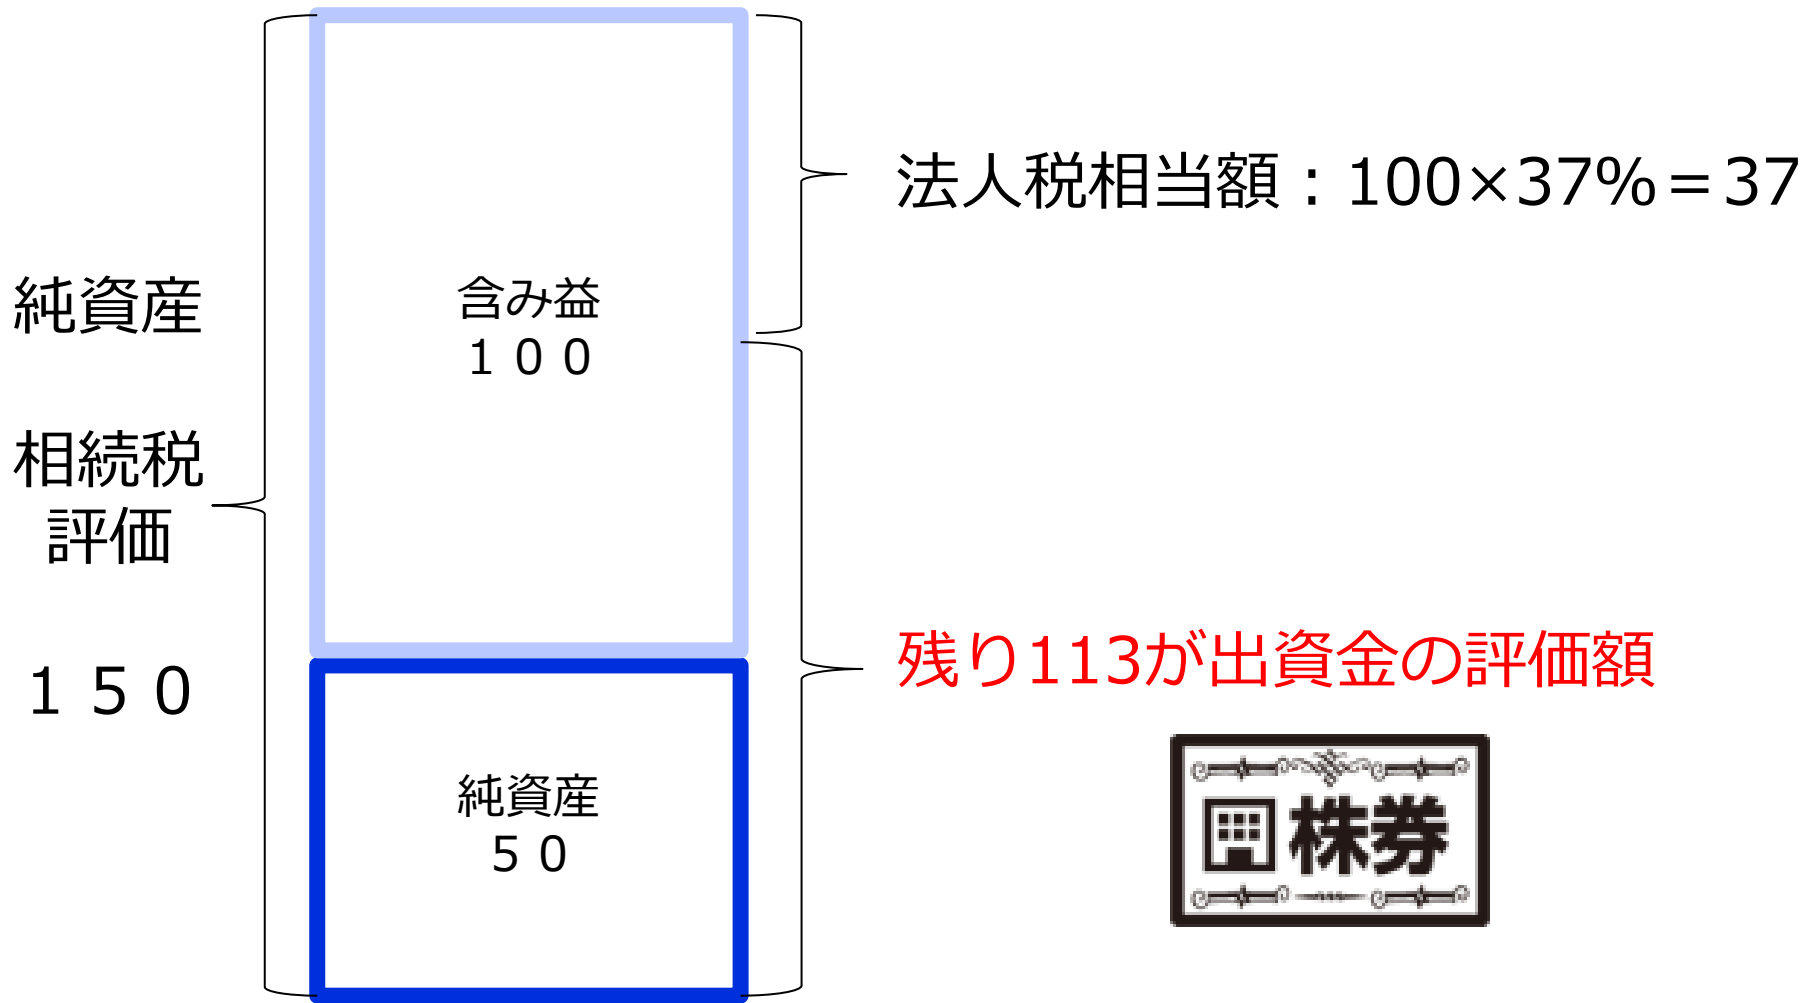 純資産
相続税
評価
１５０
含み益
１００
純資産
５０
法人税相当額：100×37%＝37
残り113が出資金の評価額
株券